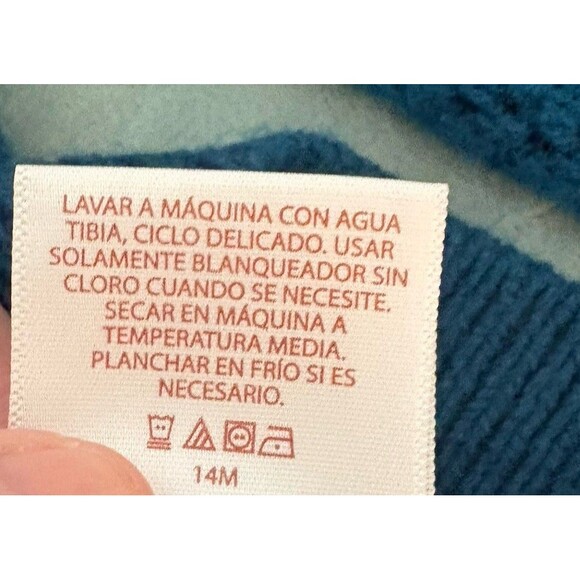 LAVAR A MÁQUINA CON AGUA
TIBIA, CICLO DELICADO. USAR
SOLAMENTE BLANQUEADOR SIN
CLORO CUANDO SE NECESITE.
SECAR EN MÁQUINA A
TEMPERATURA MEDIA.
PLANCHAR EN FRÍO SI ES
NECESARIO.
14M